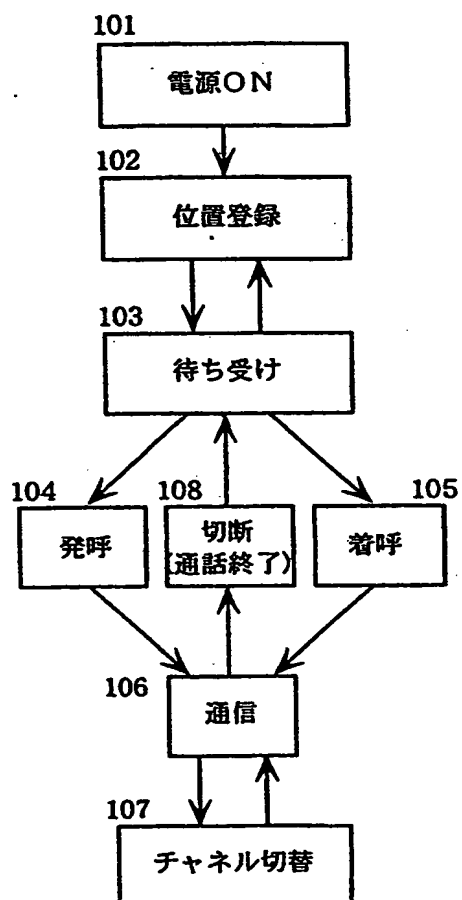 101
電源ON
102
位置登録
103
待ち受け
104
発呼
108
切断
(通話終了)
105
着呼
106
通信
107
チャネル切替